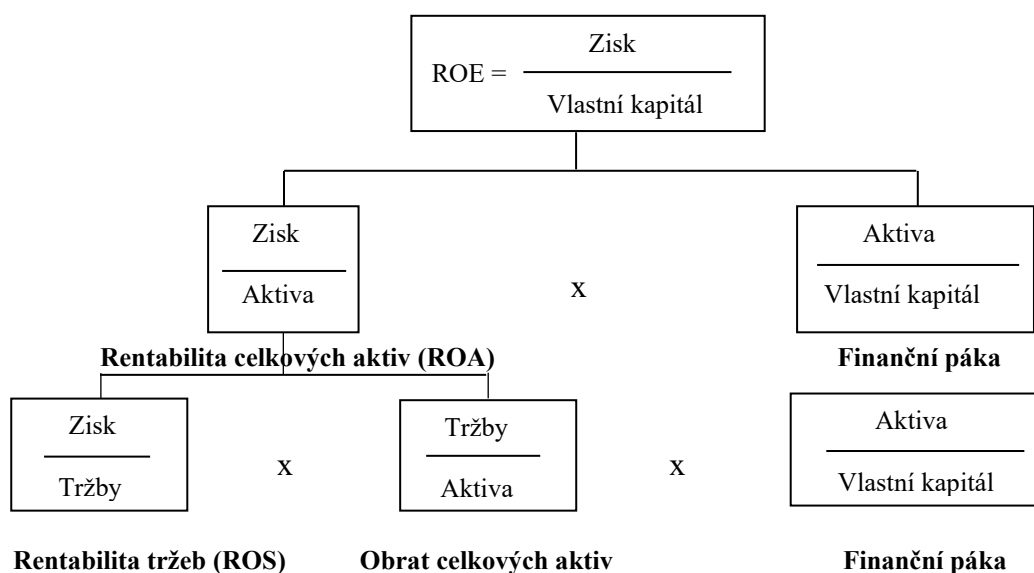 Zisk
ROE =
Vlastní kapitál
Zisk
Aktiva
x
Aktiva
Vlastní kapitál
Rentabilita celkových aktiv (ROA)
Finanční páka
Zisk
Tržby
x
Tržby
Aktiva
x
Aktiva
Vlastní kapitál
Rentabilita tržeb (ROS)
Obrat celkových aktiv
Finanční páka